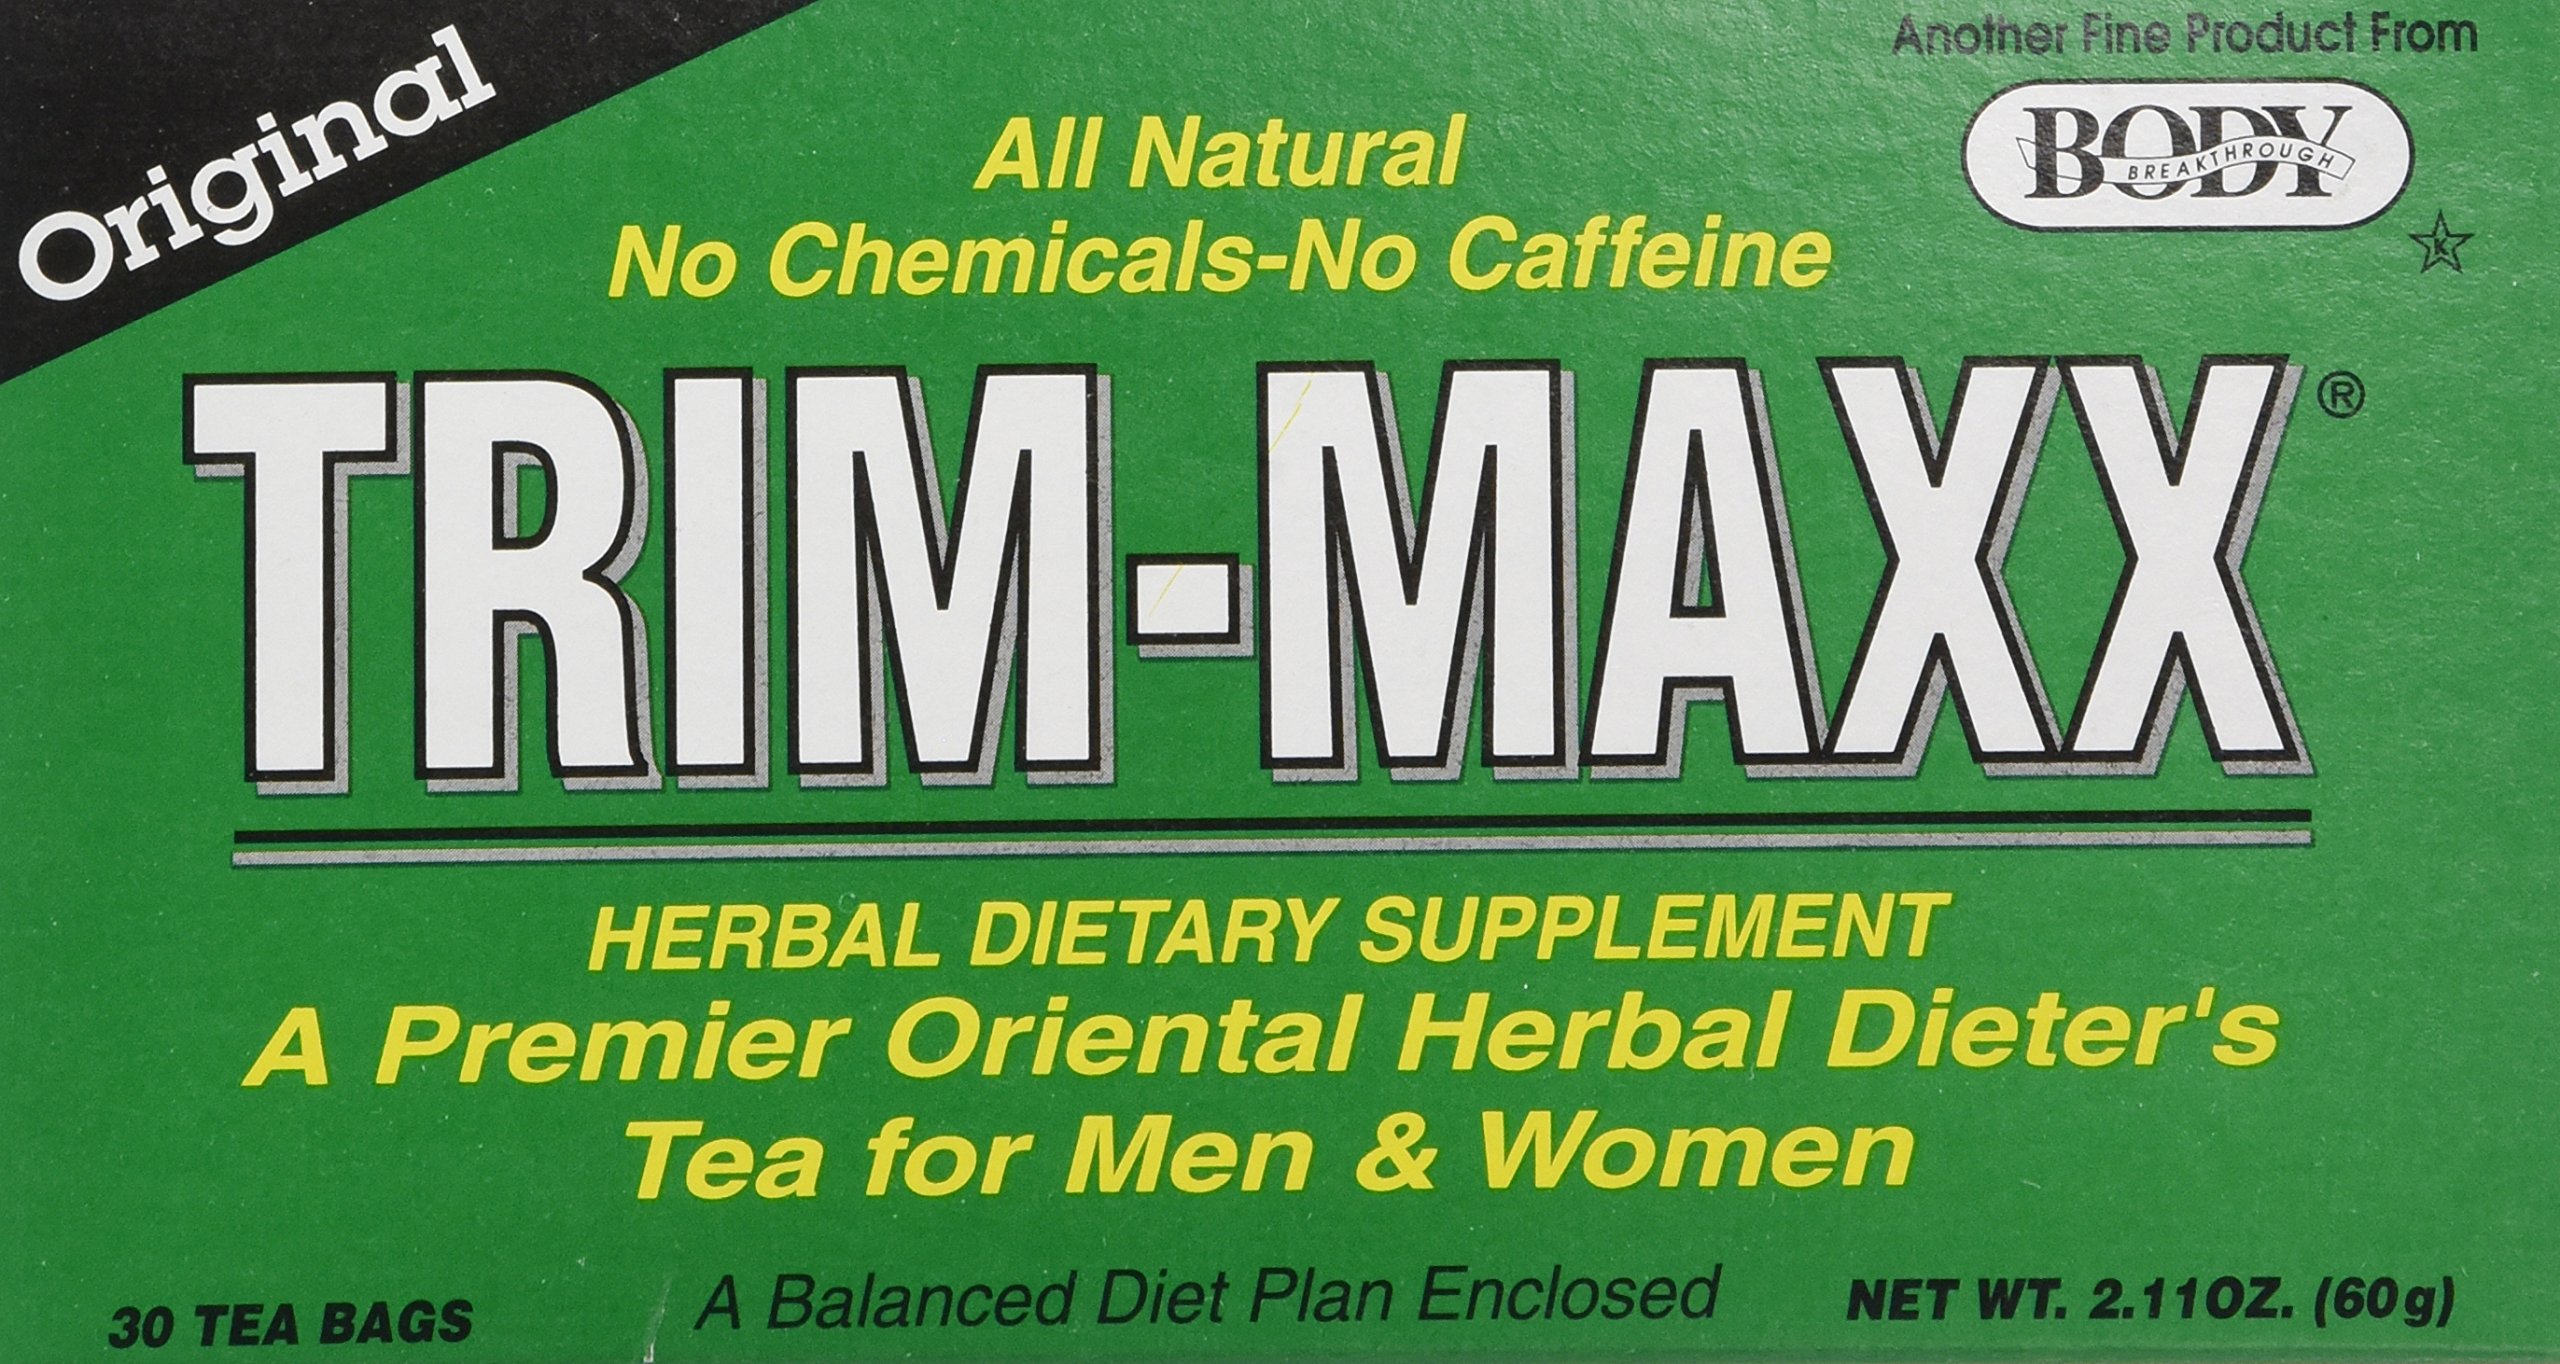 Original
Another Fine Product From
BODY
BREAKTHROUGH
K
All Natural
No Chemicals-No Caffeine
TRIM-MAXX®
HERBAL DIETARY SUPPLEMENT
A Premier Oriental Herbal Dieter's
Tea for Men & Women
30 TEA BAGS
A Balanced Diet Plan Enclosed
NET WT. 2.11OZ. (60g)